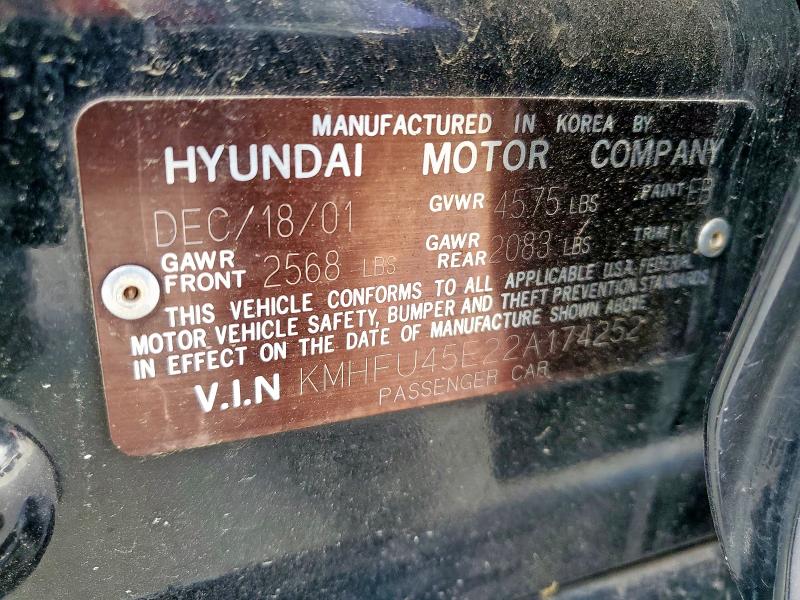 MANUFACTURED IN KOREA BY
HYUNDAI MOTOR COMPANY
DEC/18/01 GVWR 4575 LBS PAINT EB
GAWR FRONT 2568 LBS GAWR REAR 2083 LBS TRIM
THIS VEHICLE CONFORMS TO ALL APPLICABLE U.S.A. FEDERAL
MOTOR VEHICLE SAFETY, BUMPER AND THEFT PREVENTION STANDARDS
IN EFFECT ON THE DATE OF MANUFACTURE SHOWN ABOVE
V.I.N KMHFU45E22A174252
PASSENGER CAR